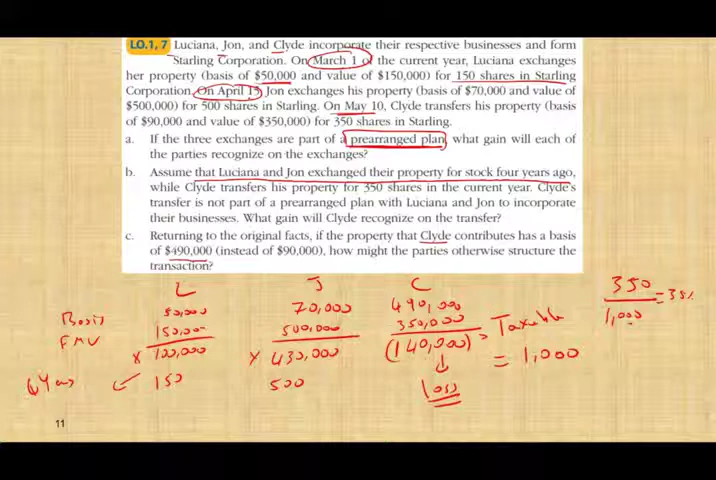 LO.1, 7 Luciana, Jon, and Clyde incorporate their respective businesses and form
Starling Corporation. On March 1 of the current year, Luciana exchanges
her property (basis of $50,000 and value of $150,000) for 150 shares in Starling
Corporation. On April 15 Jon exchanges his property (basis of $70,000 and value of
$500,000) for 500 shares in Starling. On May 10, Clyde transfers his property (basis
of $90,000 and value of $350,000) for 350 shares in Starling.
a. If the three exchanges are part of a prearranged plan, what gain will each of
the parties recognize on the exchanges?
b. Assume that Luciana and Jon exchanged their property for stock four years ago,
while Clyde transfers his property for 350 shares in the current year. Clyde's
transfer is not part of a prearranged plan with Luciana and Jon to incorporate
their businesses. What gain will Clyde recognize on the transfer?
c. Returning to the original facts, if the property that Clyde contributes has a basis
of $490,000 (instead of $90,000), how might the parties otherwise structure the
transaction?
L J C
350
Basis 50,000 70,000 490,000 = 35%
1,000
FMV 150,000 500,000 350,000 Taxable
x 100,000 x 430,000 (140,000)
= 1,000
150 500 loss
11